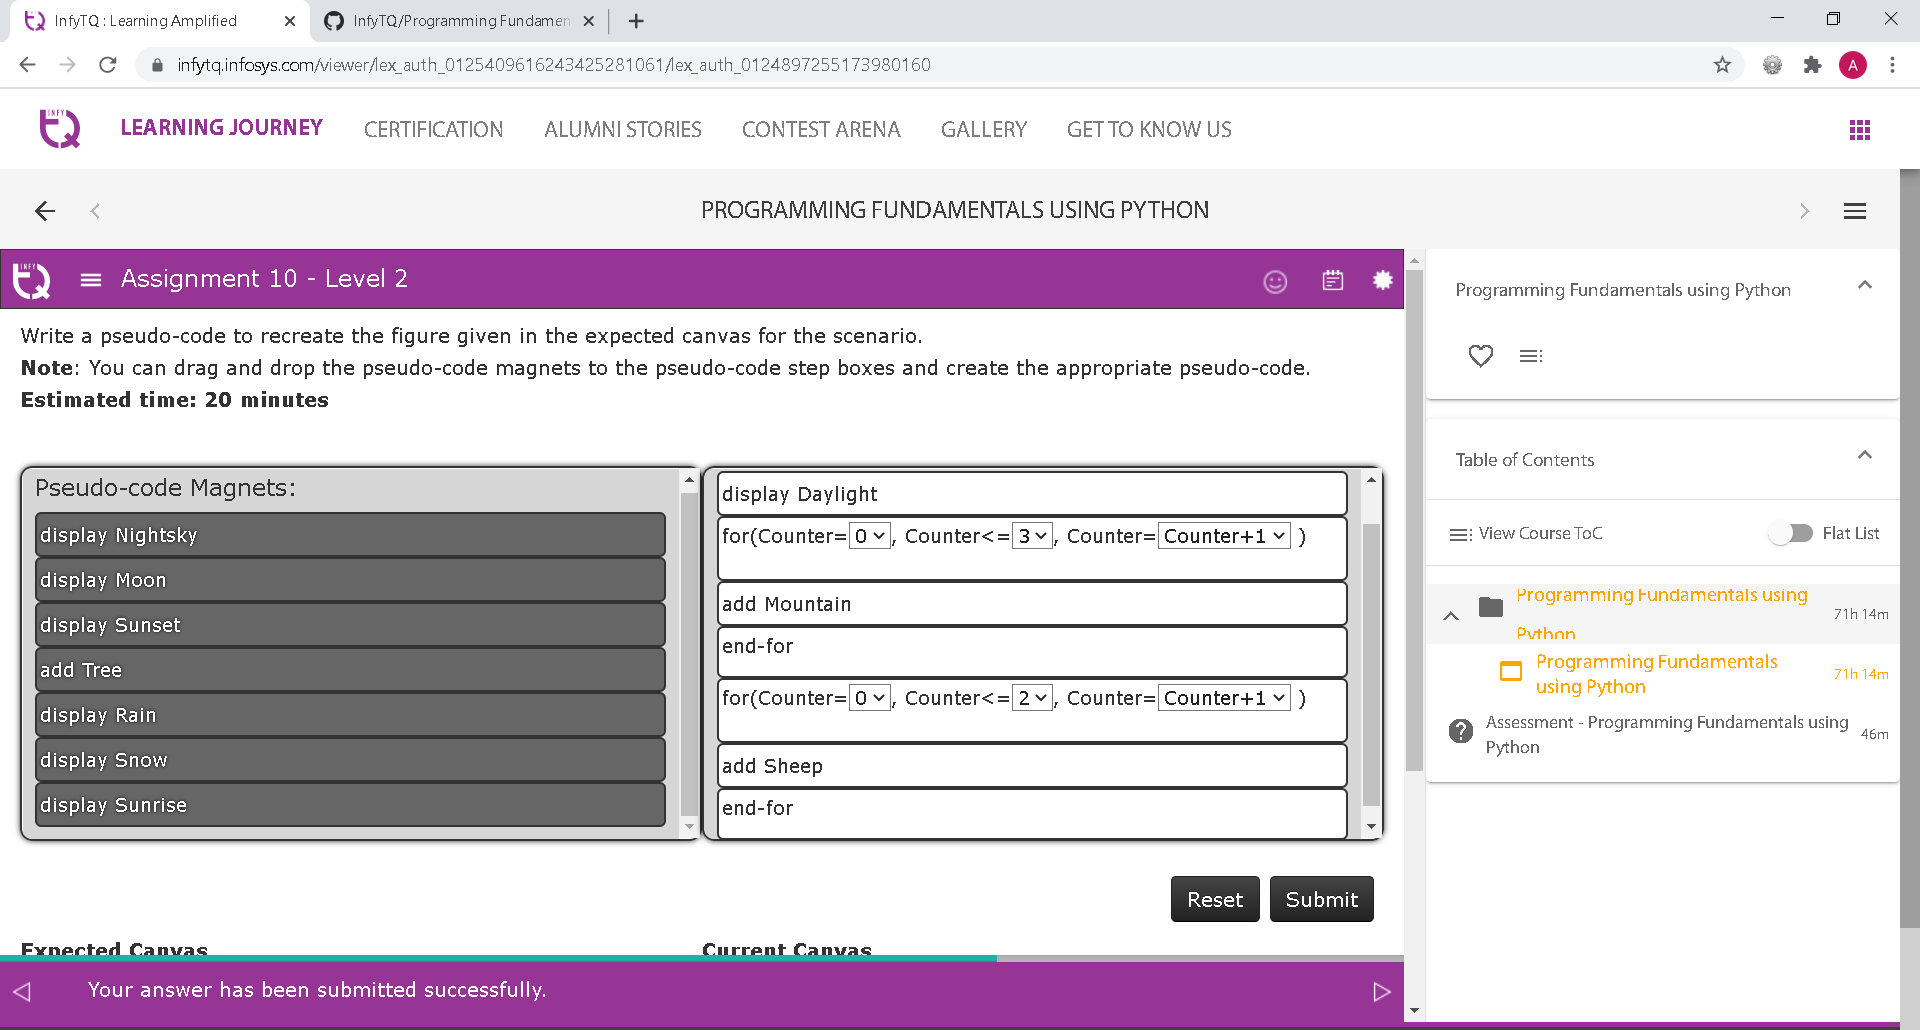 InfyTQ : Learning Amplified
InfyTQ/Programming Fundamen
infytq.infosys.com/viewer/lex_auth_0125409616243425281061/lex_auth_0124897255173980160
A
INFY
TQ
LEARNING JOURNEY
CERTIFICATION
ALUMNI STORIES
CONTEST ARENA
GALLERY
GET TO KNOW US
PROGRAMMING FUNDAMENTALS USING PYTHON
INFY
TQ
Assignment 10 - Level 2
Write a pseudo-code to recreate the figure given in the expected canvas for the scenario.
Note: You can drag and drop the pseudo-code magnets to the pseudo-code step boxes and create the appropriate pseudo-code.
Estimated time: 20 minutes
Pseudo-code Magnets:
display Nightsky
display Moon
display Sunset
add Tree
display Rain
display Snow
display Sunrise
display Daylight
for(Counter= 0 , Counter<= 3 , Counter= Counter+1 )
add Mountain
end-for
for(Counter= 0 , Counter<= 2 , Counter= Counter+1 )
add Sheep
end-for
Reset
Submit
Expected Canvas
Current Canvas
Your answer has been submitted successfully.
Programming Fundamentals using Python
Table of Contents
View Course ToC
Flat List
Programming Fundamentals using
Python
71h 14m
Programming Fundamentals
using Python
71h 14m
Assessment - Programming Fundamentals using
Python
46m